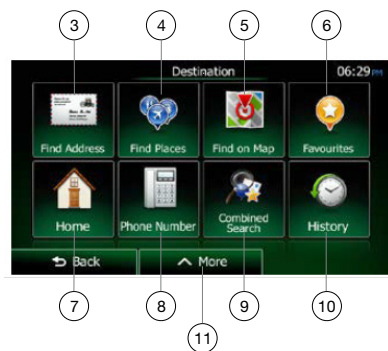 3 4 5 6
Destination 06:29 PM
Find Address Find Places Find on Map Favourites
Home Phone Number Combined Search History
Back More
7 8 9 10
11